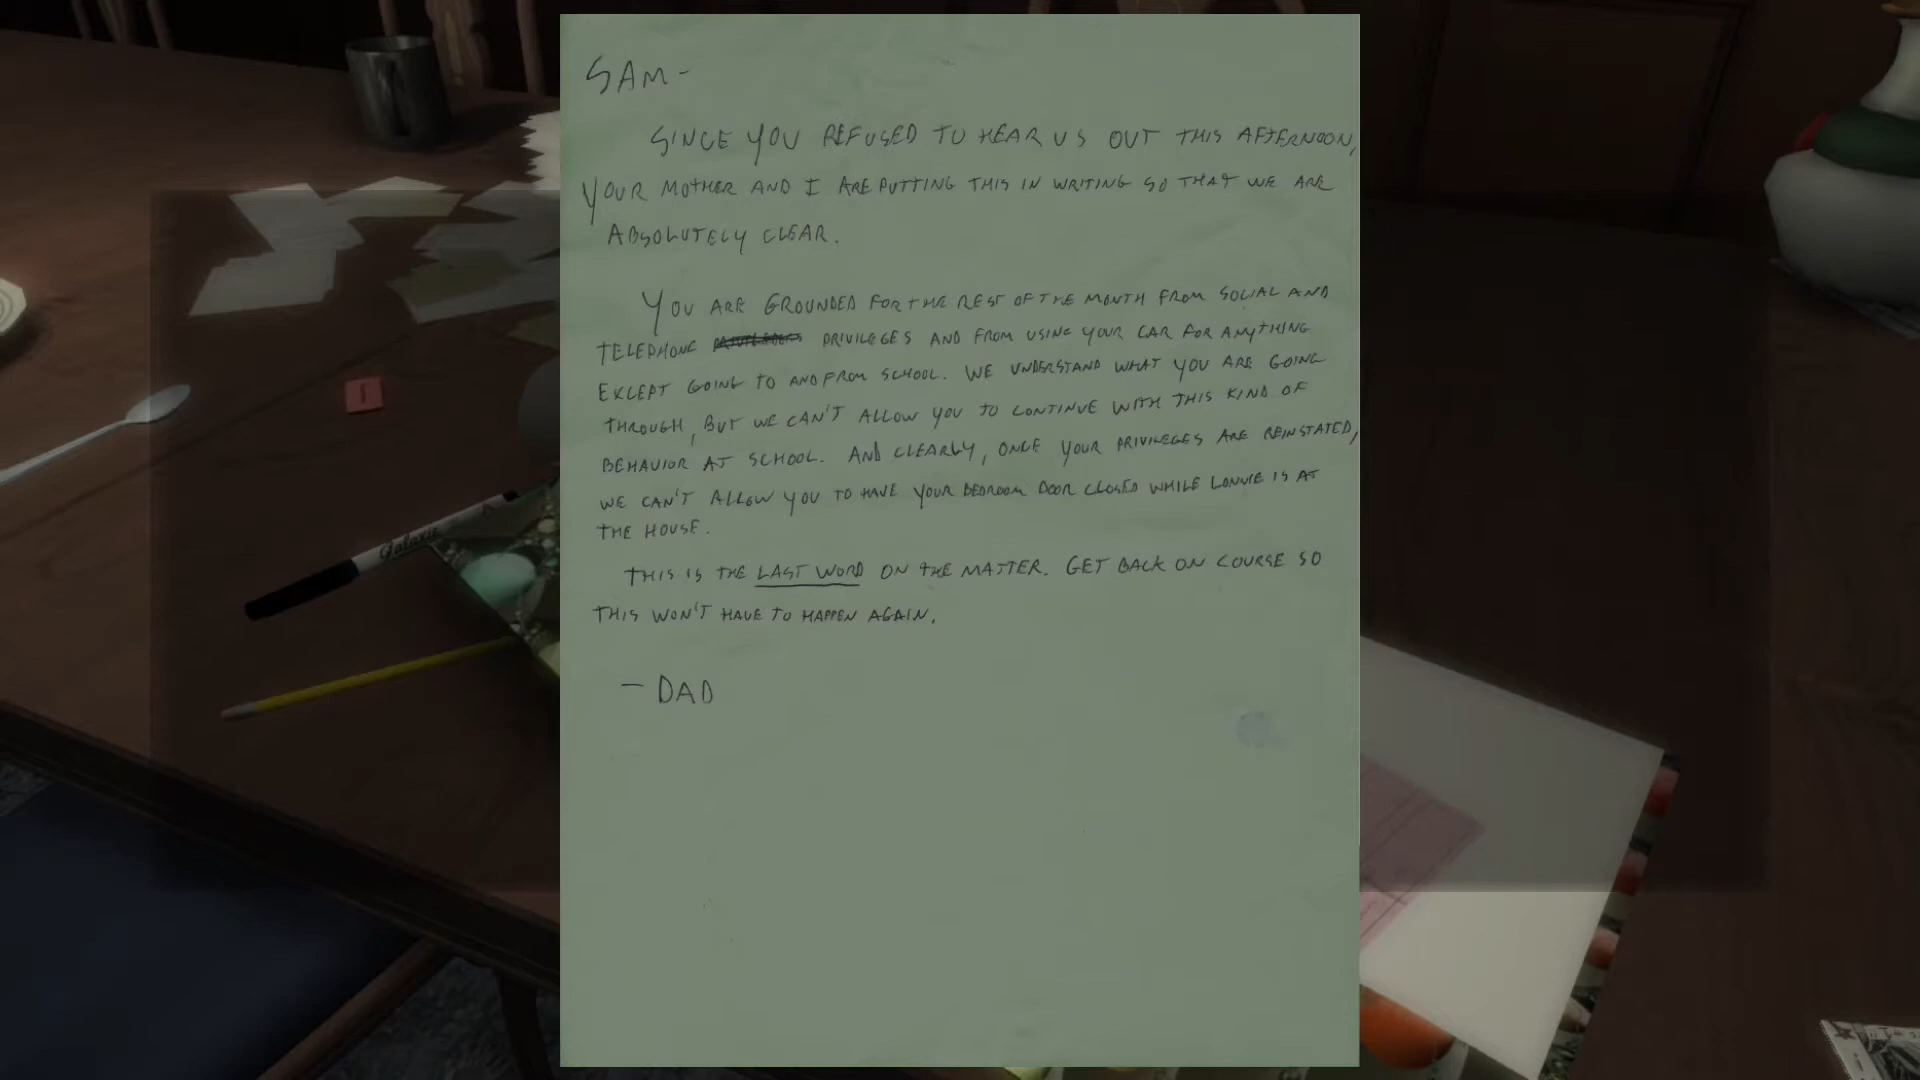 SAM-
SINCE YOU REFUSED TO HEAR US OUT THIS AFTERNOON,
YOUR MOTHER AND I ARE PUTTING THIS IN WRITING SO THAT WE ARE
ABSOLUTELY CLEAR.
YOU ARE GROUNDED FOR THE REST OF THE MONTH FROM SOCIAL AND
TELEPHONE PRIVILEGES AND FROM USING YOUR CAR FOR ANYTHING
EXCEPT GOING TO AND FROM SCHOOL. WE UNDERSTAND WHAT YOU ARE GOING
THROUGH, BUT WE CAN'T ALLOW YOU TO CONTINUE WITH THIS KIND OF
BEHAVIOR AT SCHOOL. AND CLEARLY, ONCE YOUR PRIVILEGES ARE REINSTATED,
WE CAN'T ALLOW YOU TO HAVE YOUR BEDROOM DOOR CLOSED WHILE LONNIE IS AT
THE HOUSE.
THIS IS THE LAST WORD ON THE MATTER. GET BACK ON COURSE SO
THIS WON'T HAVE TO HAPPEN AGAIN.
- DAD
Galaxie